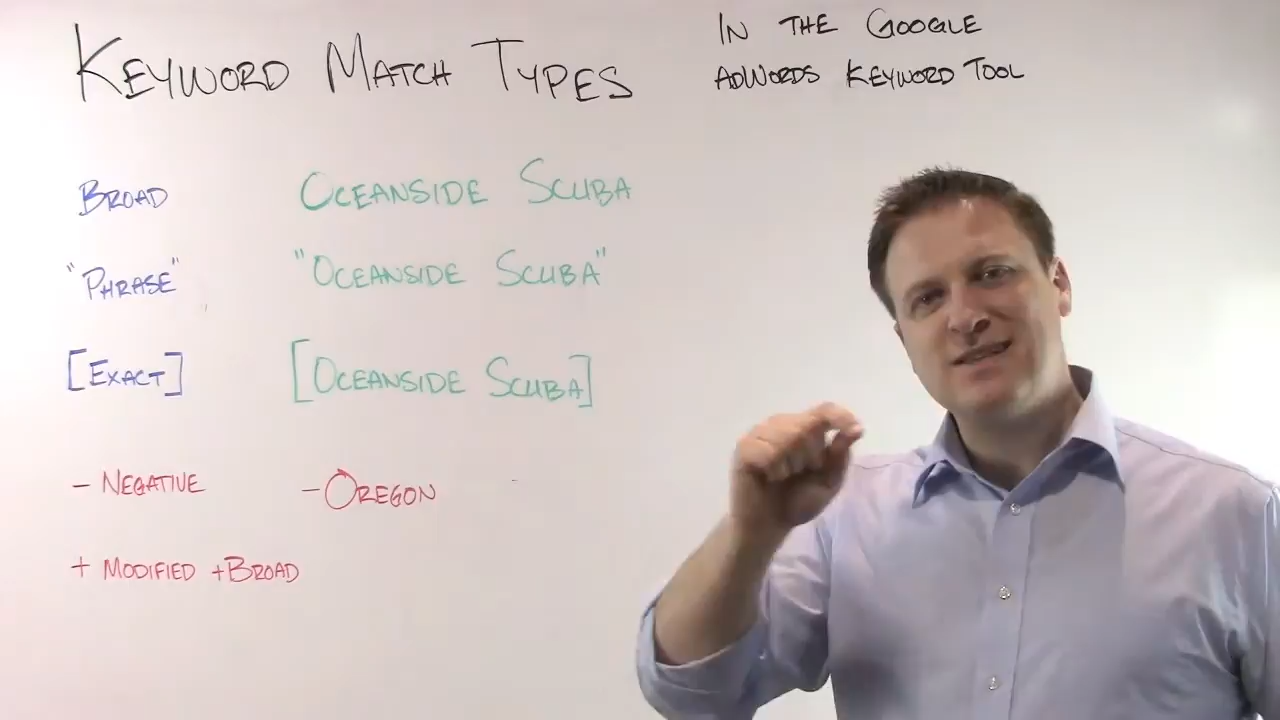 KEYWORD MATCH TYPES
IN THE GOOGLE
ADWORDS KEYWORD TOOL
BROAD OCEANSIDE SCUBA
"PHRASE" "OCEANSIDE SCUBA"
[EXACT] [OCEANSIDE SCUBA]
- NEGATIVE -OREGON
+ MODIFIED +BROAD